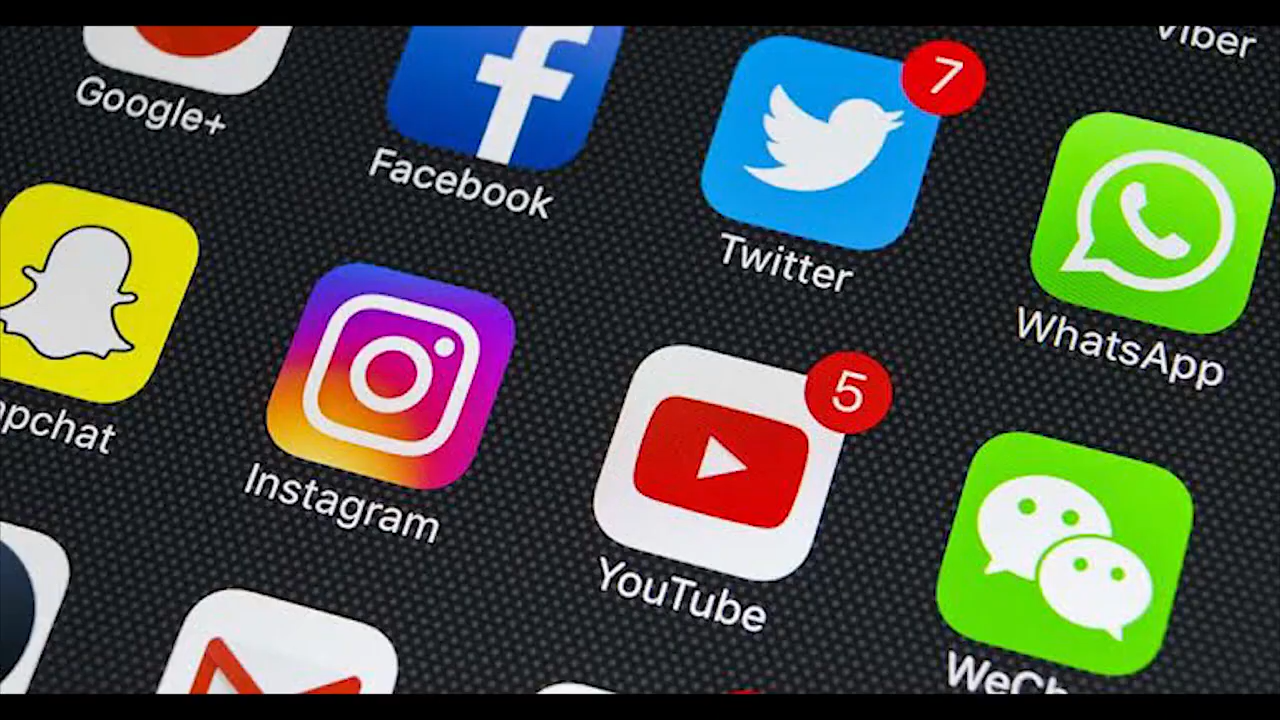 Viber
Google+
Facebook
7
Twitter
WhatsApp
pchat
Instagram
5
YouTube
WeCh